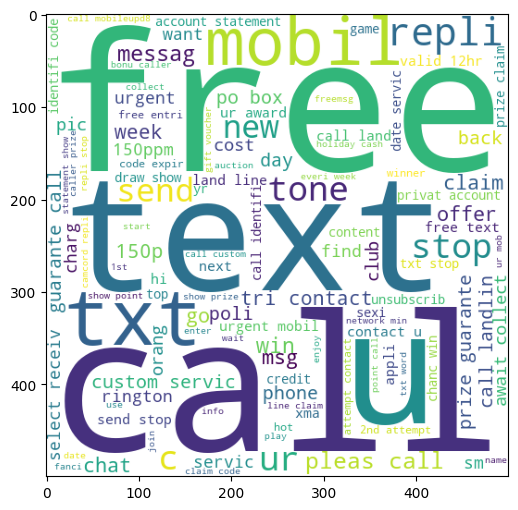 0
call mobileupd8
account statement
game
repli
identifi code
want
mobil
messag
bonu caller
valid 12hr
prize claim
free
collect
100
urgent
po box
freemsg
date servic
free entri
ur award
pic
week
new
call land
back
gift voucher
holiday cash
150ppm
cost
statement show
caller prize
repli stop
code expir
auction
everi week
draw show
day
land line
winner
claim
send
yr
tone
privat account
200
text
offer
charg
camcord repli
start
call identifi
content
club
free text
150p
call custom
find
stop
ur mob
next
txt stop
1st
hi
guarante call
300
show point
top
show prize
tri contact
unsubscrib
txt
go
poli
sexi
network min
orang
enter
urgent mobil
contact u
wait
enjoy
win
msg
call
u
appli
point call
txt word
chanc win
prize guarante
call landlin
await collect
select receiv
400
custom servic
credit
attempt contact
rington
phone
use
line claim
send stop
info
xma
join
hot
play
2nd attempt
date
fanci
chat
c
servic
claim code
ur
pleas call
sm
name
0
100
200
300
400